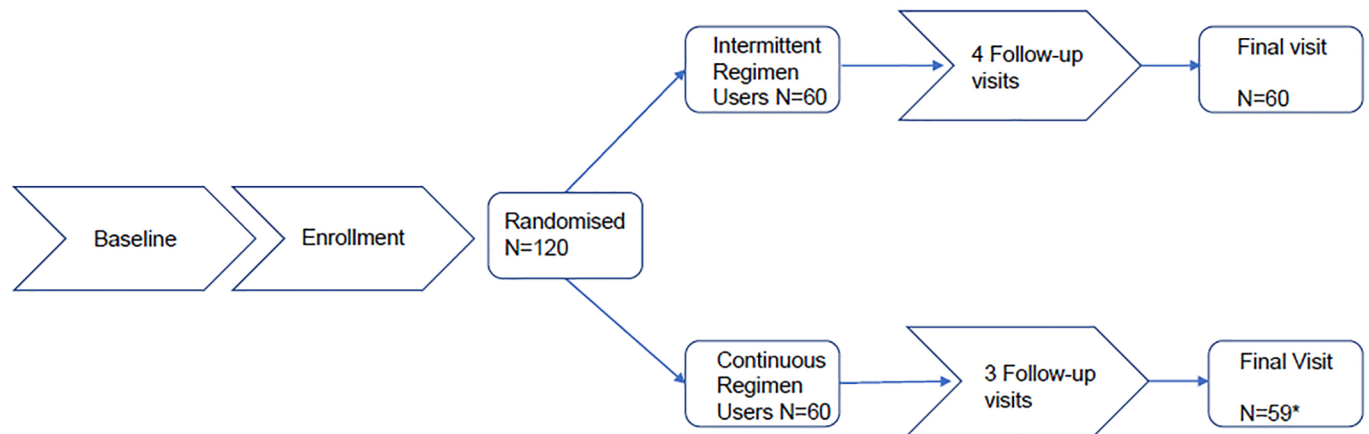 Baseline
Enrollment
Randomised
N=120
Intermittent
Regimen
Users N=60
4 Follow-up
visits
Final visit
N=60
Continuous
Regimen
Users N=60
3 Follow-up
visits
Final Visit
N=59*